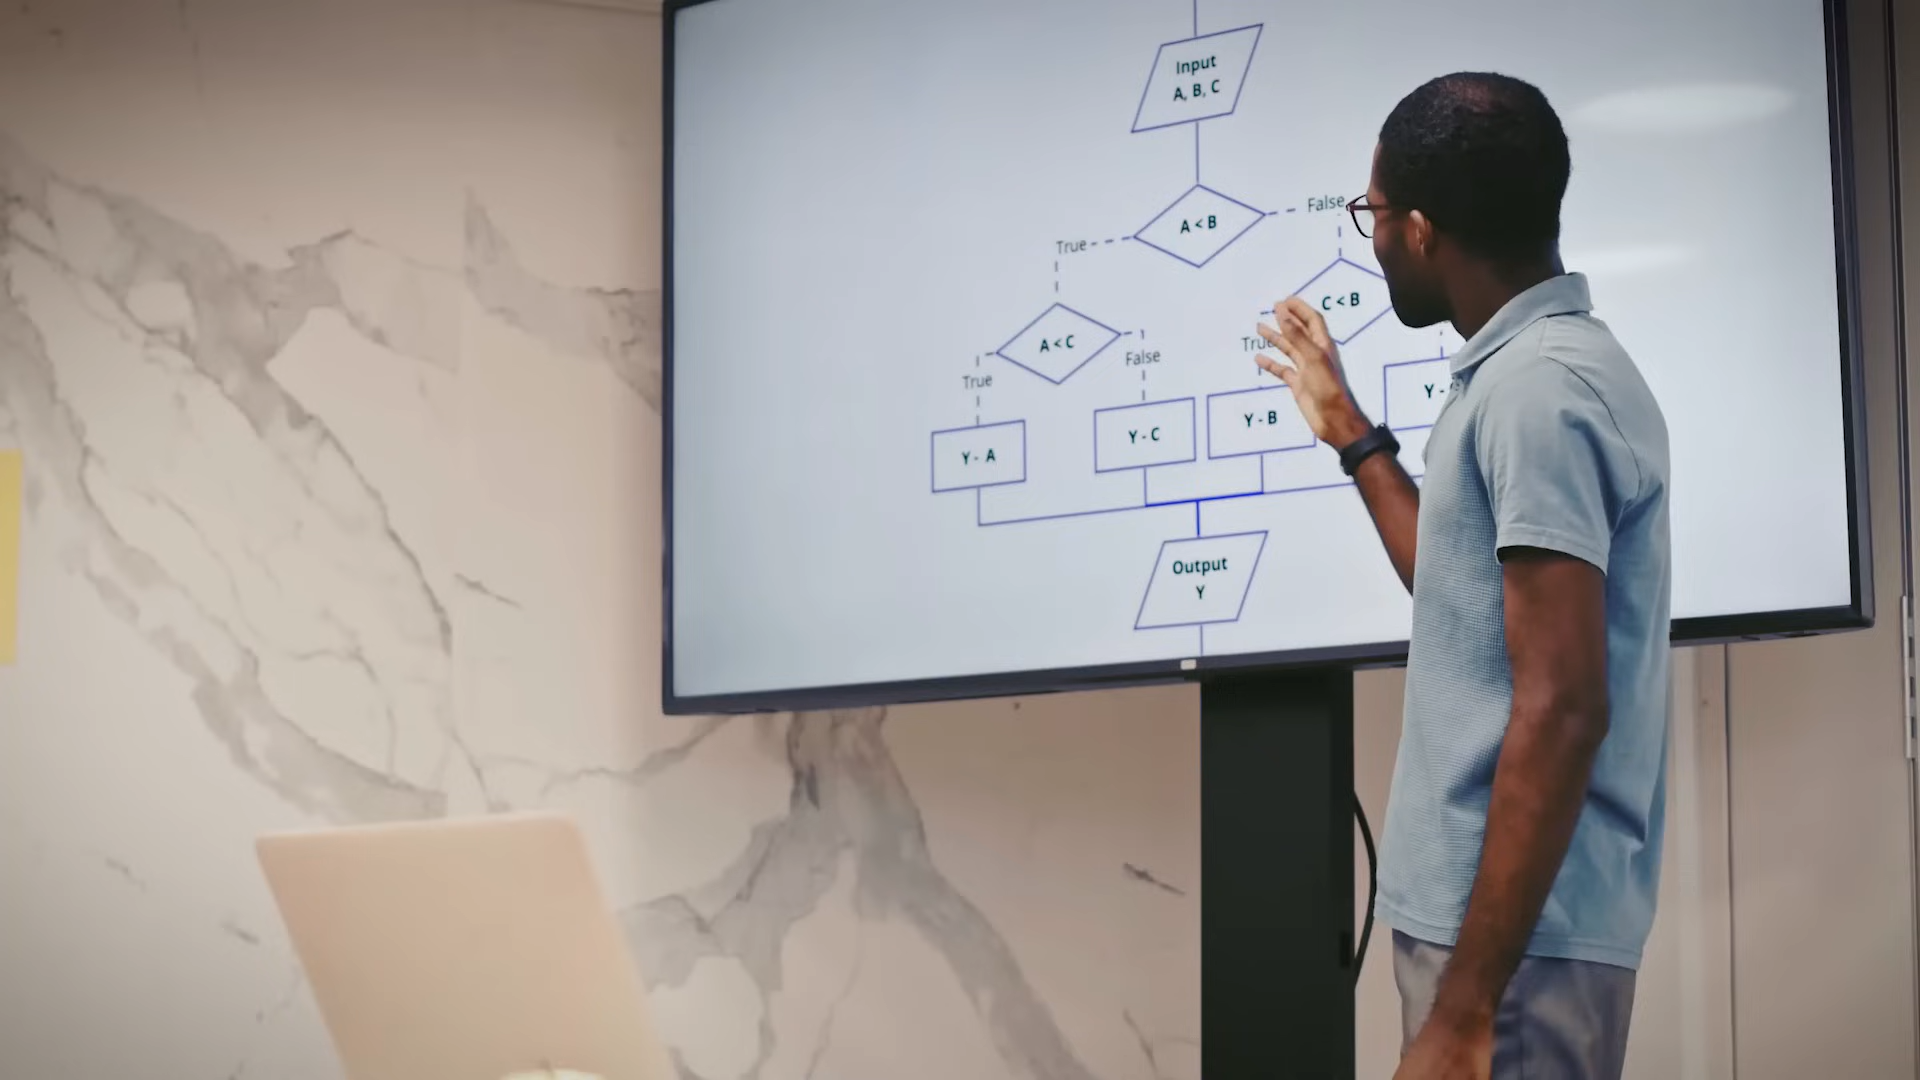 Input
A, B, C
A < B
False
True
C < B
A < C
True
False
True
Y - A
Y - C
Y - B
Y -
Output
Y